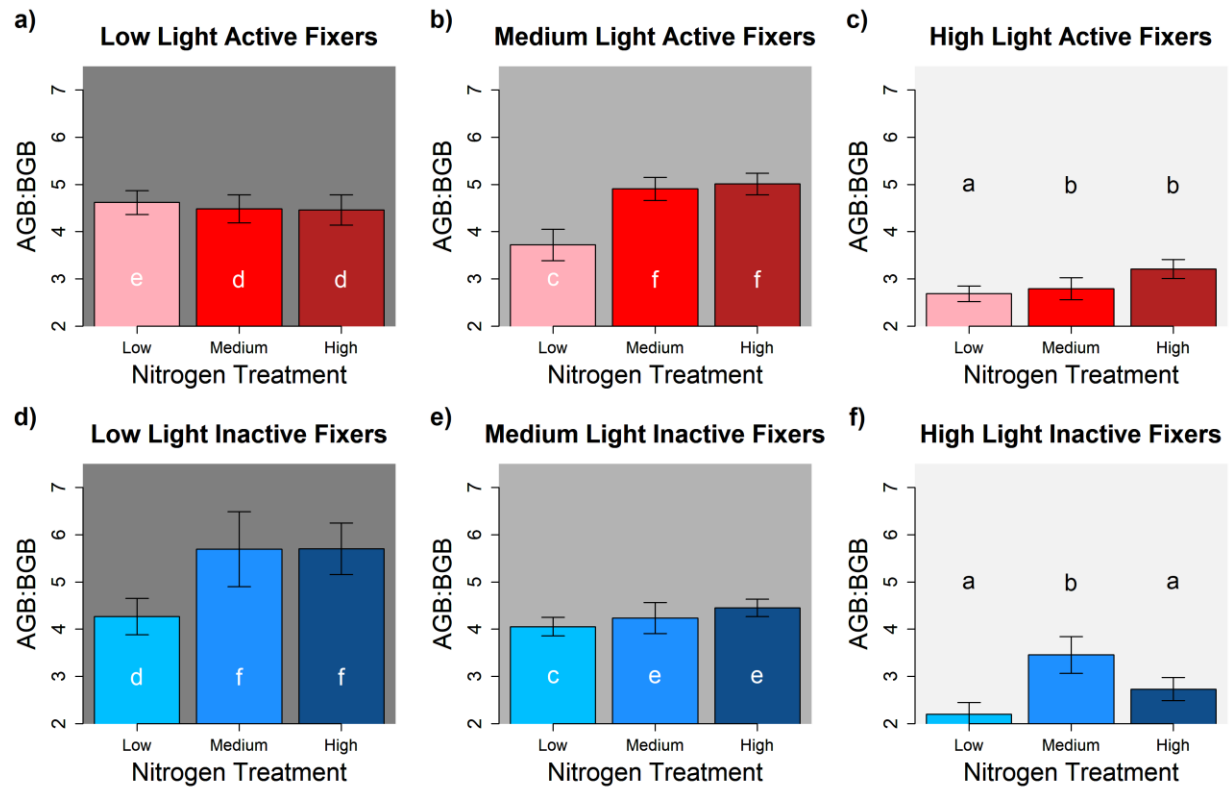 a)
Low Light Active Fixers
AGB:BGB
7
6
5
4
3
2
e d d
Low Medium High
Nitrogen Treatment
b)
Medium Light Active Fixers
AGB:BGB
7
6
5
4
3
2
c f f
Low Medium High
Nitrogen Treatment
c)
High Light Active Fixers
AGB:BGB
7
6
5
4
3
2
a b b
Low Medium High
Nitrogen Treatment
d)
Low Light Inactive Fixers
AGB:BGB
7
6
5
4
3
2
d f f
Low Medium High
Nitrogen Treatment
e)
Medium Light Inactive Fixers
AGB:BGB
7
6
5
4
3
2
c e e
Low Medium High
Nitrogen Treatment
f)
High Light Inactive Fixers
AGB:BGB
7
6
5
4
3
2
a b a
Low Medium High
Nitrogen Treatment